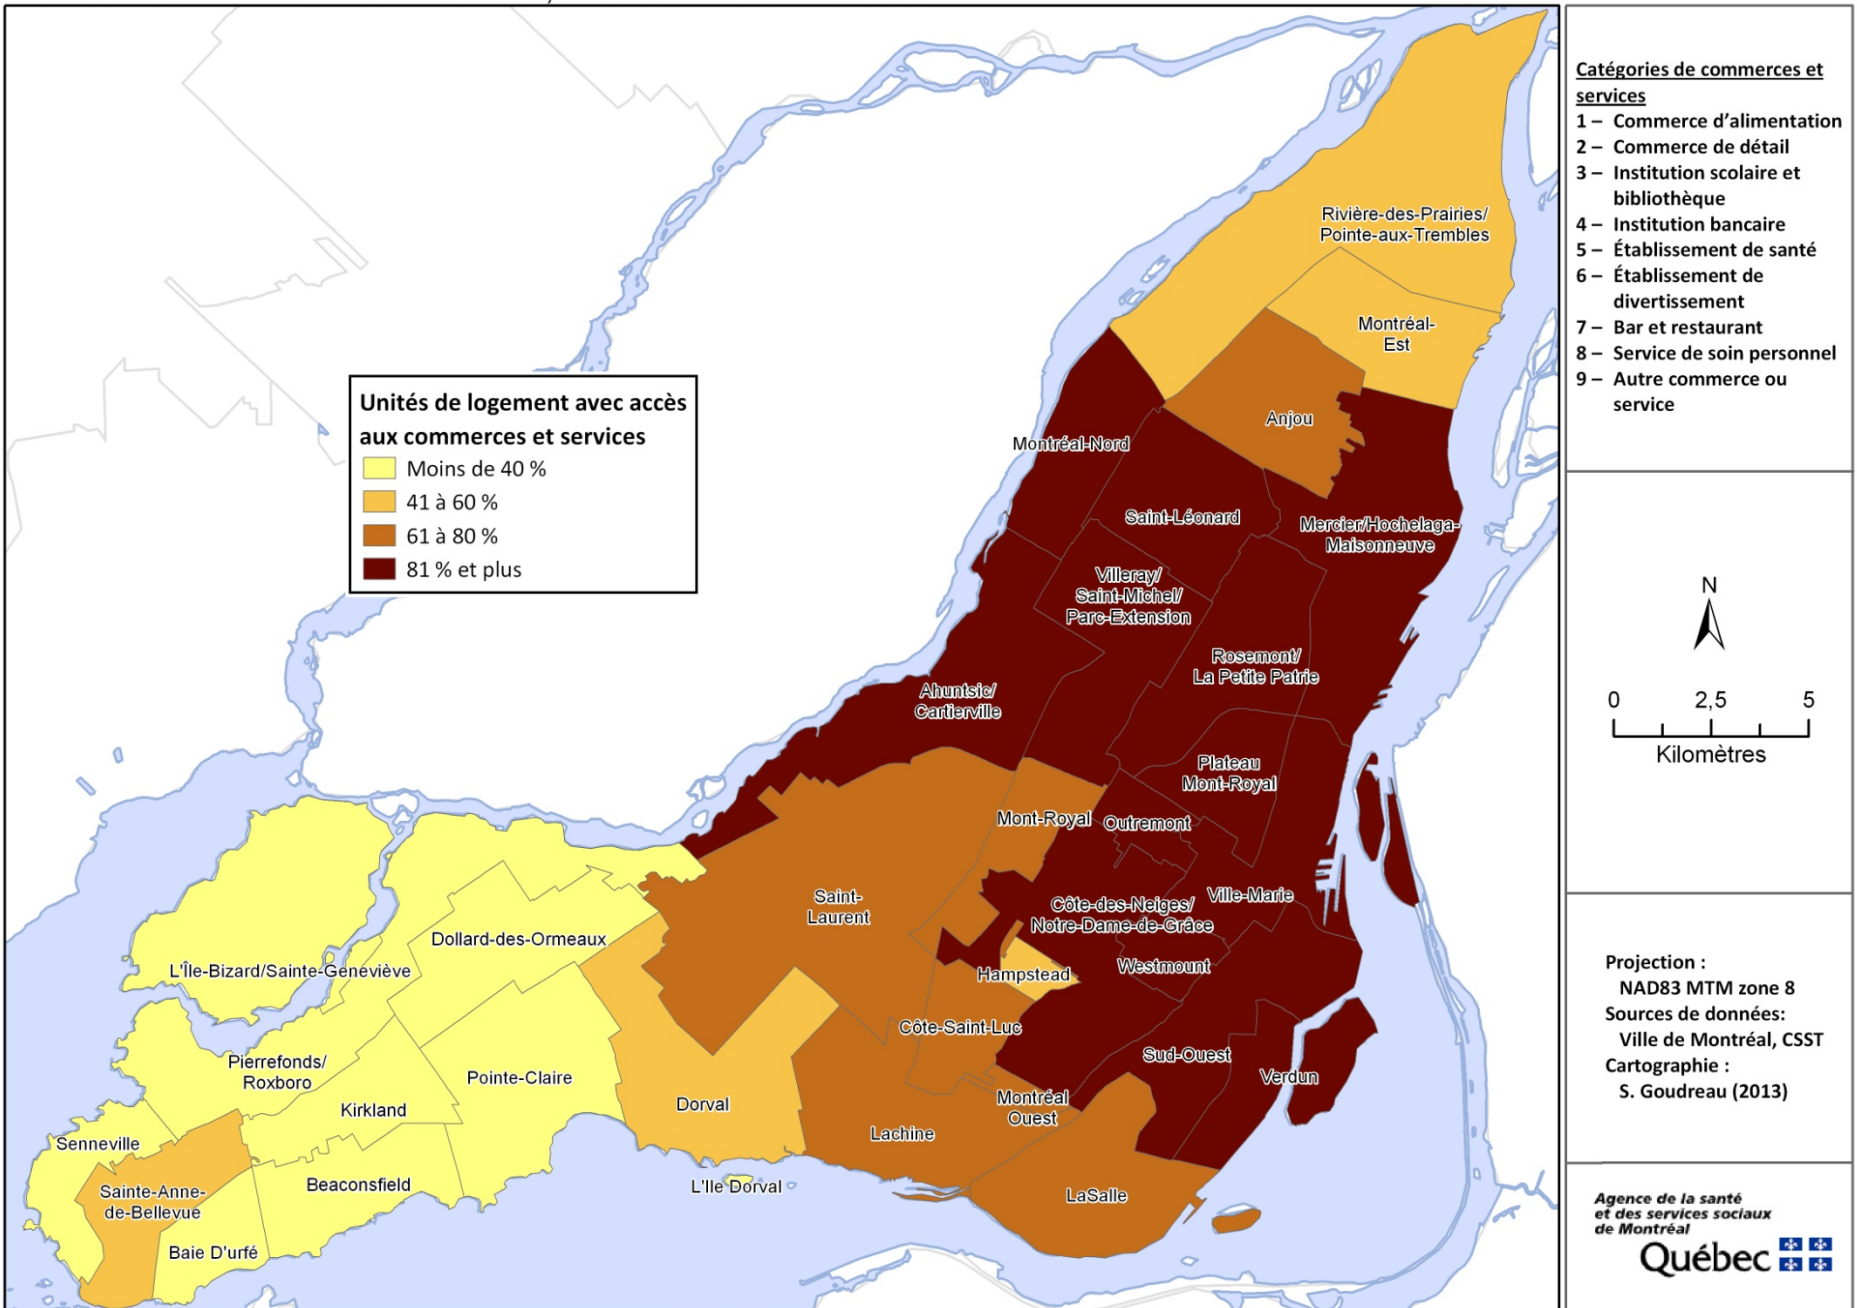 Unités de logement avec accès
aux commerces et services
Moins de 40 %
41 à 60 %
61 à 80 %
81 % et plus
Rivière-des-Prairies/
Pointe-aux-Trembles
Montréal-
Est
Anjou
Montréal-Nord
Saint-Léonard
Mercier/Hochelaga-
Maisonneuve
Villeray/
Saint-Michel/
Parc-Extension
Rosemont/
La Petite Patrie
Ahuntsic/
Cartierville
Plateau
Mont-Royal
Mont-Royal
Outremont
Saint-
Laurent
Côte-des-Neiges/
Notre-Dame-de-Grâce
Ville-Marie
Dollard-des-Ormeaux
L'Île-Bizard/Sainte-Geneviève
Hampstead
Westmount
Côte-Saint-Luc
Pierrefonds/
Roxboro
Pointe-Claire
Sud-Ouest
Verdun
Kirkland
Dorval
Montréal
Ouest
Lachine
Senneville
Sainte-Anne-
de-Bellevue
Beaconsfield
L'Ile Dorval
LaSalle
Baie D'urfé
Catégories de commerces et
services
1 – Commerce d'alimentation
2 – Commerce de détail
3 – Institution scolaire et
bibliothèque
4 – Institution bancaire
5 – Établissement de santé
6 – Établissement de
divertissement
7 – Bar et restaurant
8 – Service de soin personnel
9 – Autre commerce ou
service
N
0 2,5 5
Kilomètres
Projection :
NAD83 MTM zone 8
Sources de données:
Ville de Montréal, CSST
Cartographie :
S. Goudreau (2013)
Agence de la santé
et des services sociaux
de Montréal
Québec